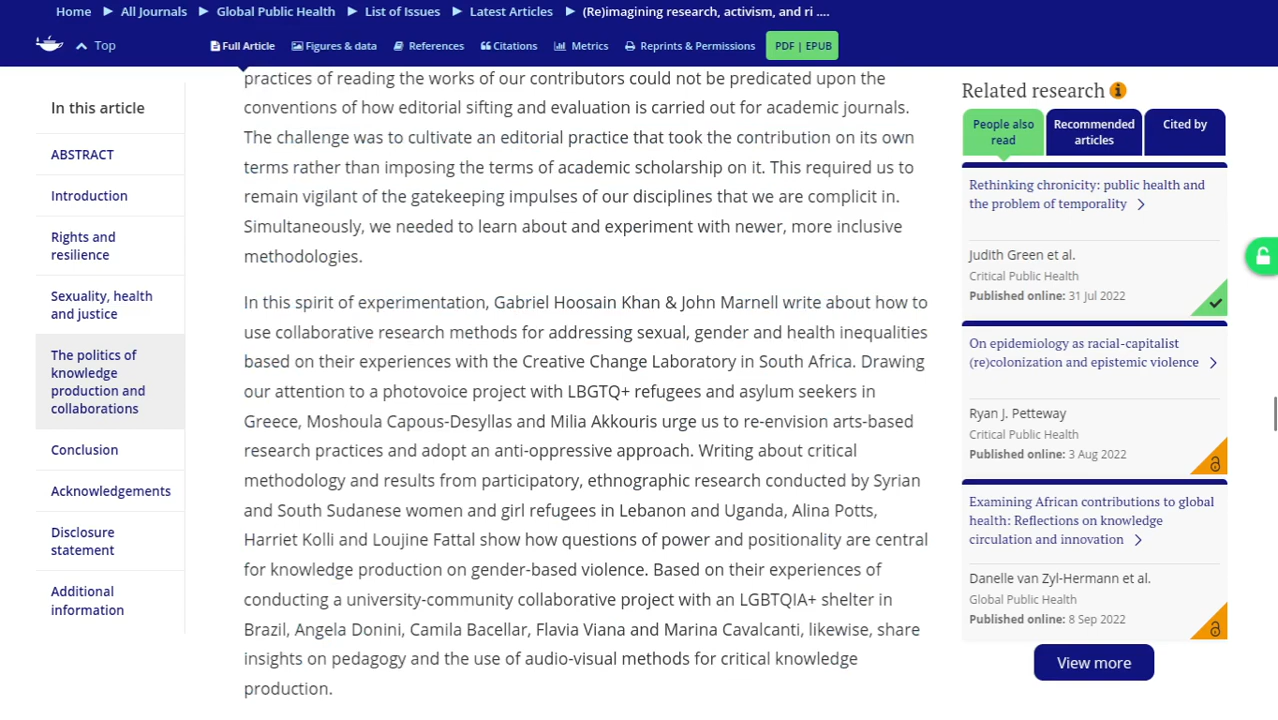 Home ▶ All Journals ▶ Global Public Health ▶ List of Issues ▶ Latest Articles ▶ (Re)imagining research, activism, and ri ....
Top
Full Article Figures & data References Citations Metrics Reprints & Permissions PDF | EPUB
In this article
ABSTRACT
Introduction
Rights and
resilience
Sexuality, health
and justice
The politics of
knowledge
production and
collaborations
Conclusion
Acknowledgements
Disclosure
statement
Additional
information
practices of reading the works of our contributors could not be predicated upon the
conventions of how editorial sifting and evaluation is carried out for academic journals.
The challenge was to cultivate an editorial practice that took the contribution on its own
terms rather than imposing the terms of academic scholarship on it. This required us to
remain vigilant of the gatekeeping impulses of our disciplines that we are complicit in.
Simultaneously, we needed to learn about and experiment with newer, more inclusive
methodologies.
In this spirit of experimentation, Gabriel Hoosain Khan & John Marnell write about how to
use collaborative research methods for addressing sexual, gender and health inequalities
based on their experiences with the Creative Change Laboratory in South Africa. Drawing
our attention to a photovoice project with LBGTQ+ refugees and asylum seekers in
Greece, Moshoula Capous-Desyllas and Milia Akkouris urge us to re-envision arts-based
research practices and adopt an anti-oppressive approach. Writing about critical
methodology and results from participatory, ethnographic research conducted by Syrian
and South Sudanese women and girl refugees in Lebanon and Uganda, Alina Potts,
Harriet Kolli and Loujine Fattal show how questions of power and positionality are central
for knowledge production on gender-based violence. Based on their experiences of
conducting a university-community collaborative project with an LGBTQIA+ shelter in
Brazil, Angela Donini, Camila Bacellar, Flavia Viana and Marina Cavalcanti, likewise, share
insights on pedagogy and the use of audio-visual methods for critical knowledge
production.
Related research
People also
read
Recommended
articles
Cited by
Rethinking chronicity: public health and
the problem of temporality
Judith Green et al.
Critical Public Health
Published online: 31 Jul 2022
On epidemiology as racial-capitalist
(re)colonization and epistemic violence
Ryan J. Petteway
Critical Public Health
Published online: 3 Aug 2022
Examining African contributions to global
health: Reflections on knowledge
circulation and innovation
Danelle van Zyl-Hermann et al.
Global Public Health
Published online: 8 Sep 2022
View more